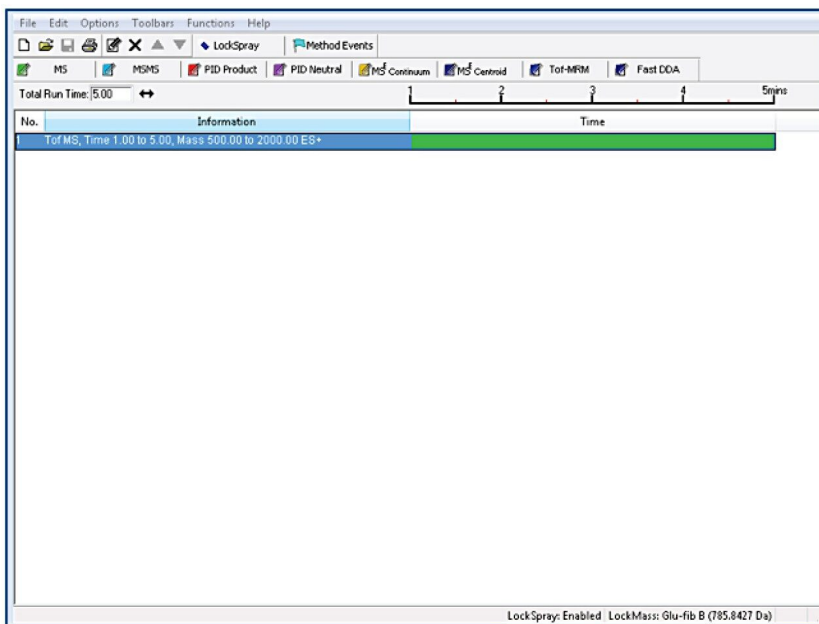 File Edit Options Toolbars Functions Help
LockSpray Method Events
MS MSMS PID Product PID Neutral MSE Continuum MSE Centroid Tof-MRM Fast DDA
Total Run Time: 5.00 1 2 3 4 5mins
No. Information Time
1 Tof MS, Time 1.00 to 5.00, Mass 500.00 to 2000.00 ES+
LockSpray: Enabled LockMass: Glu-fib B (785.8427 Da)